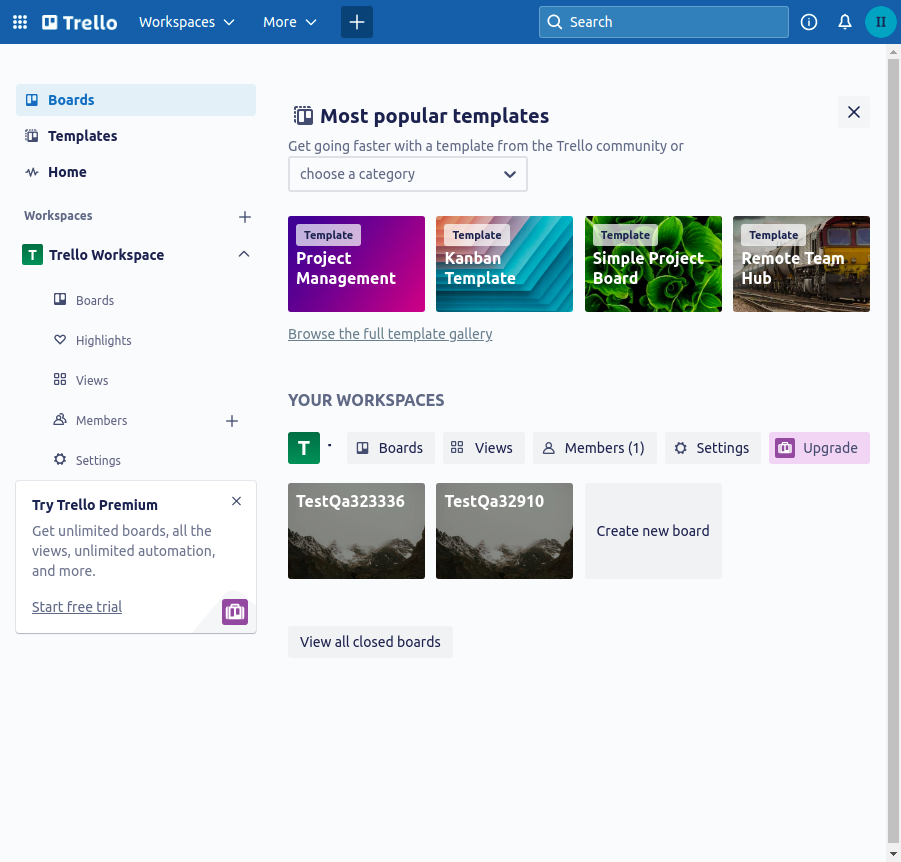 Trello
Workspaces
More
Search
II
Boards
Templates
Home
Workspaces
T
Trello Workspace
Boards
Highlights
Views
Members
Settings
Try Trello Premium
Get unlimited boards, all the
views, unlimited automation,
and more.
Start free trial
Most popular templates
Get going faster with a template from the Trello community or
choose a category
Template
Project
Management
Template
Kanban
Template
Template
Simple Project
Board
Template
Remote Team
Hub
Browse the full template gallery
YOUR WORKSPACES
T
Boards
Views
Members (1)
Settings
Upgrade
TestQa323336
TestQa32910
Create new board
View all closed boards